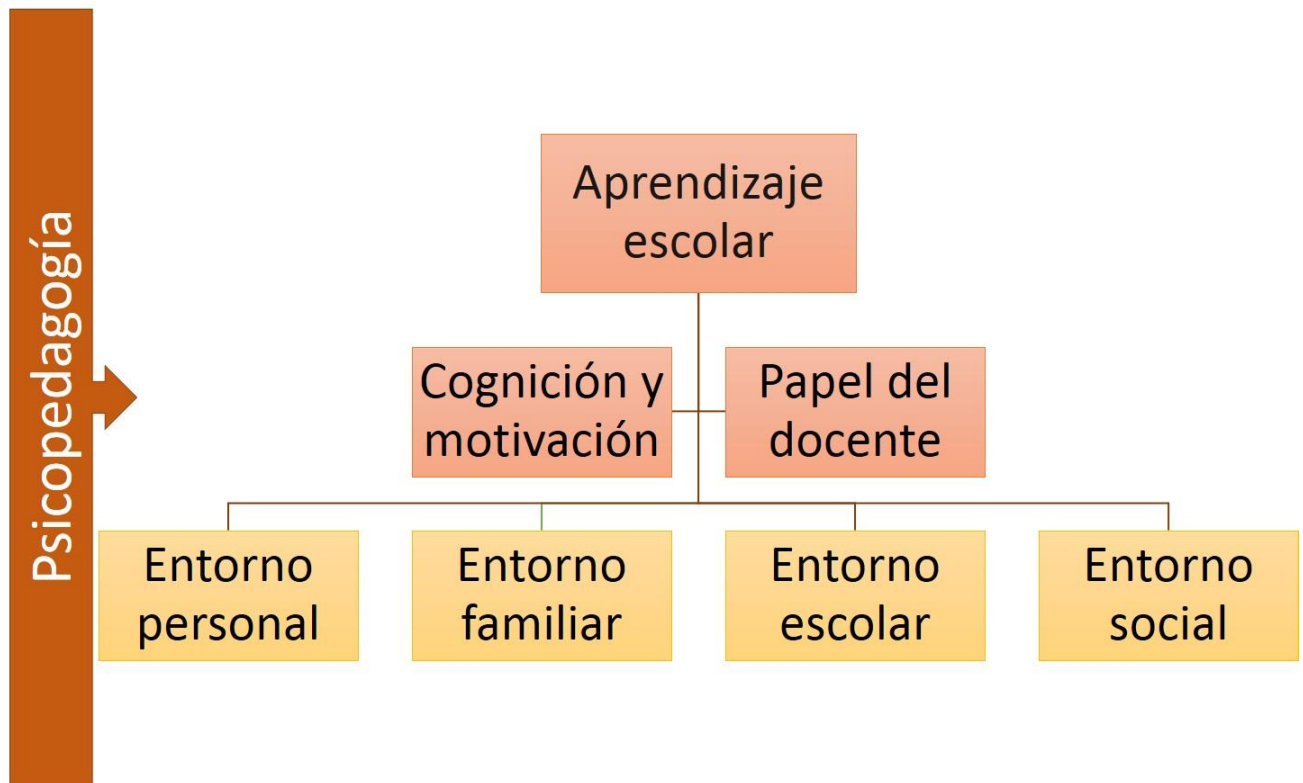 Psicopedagogía
Aprendizaje
escolar
Cognición y
motivación
Papel del
docente
Entorno
personal
Entorno
familiar
Entorno
escolar
Entorno
social